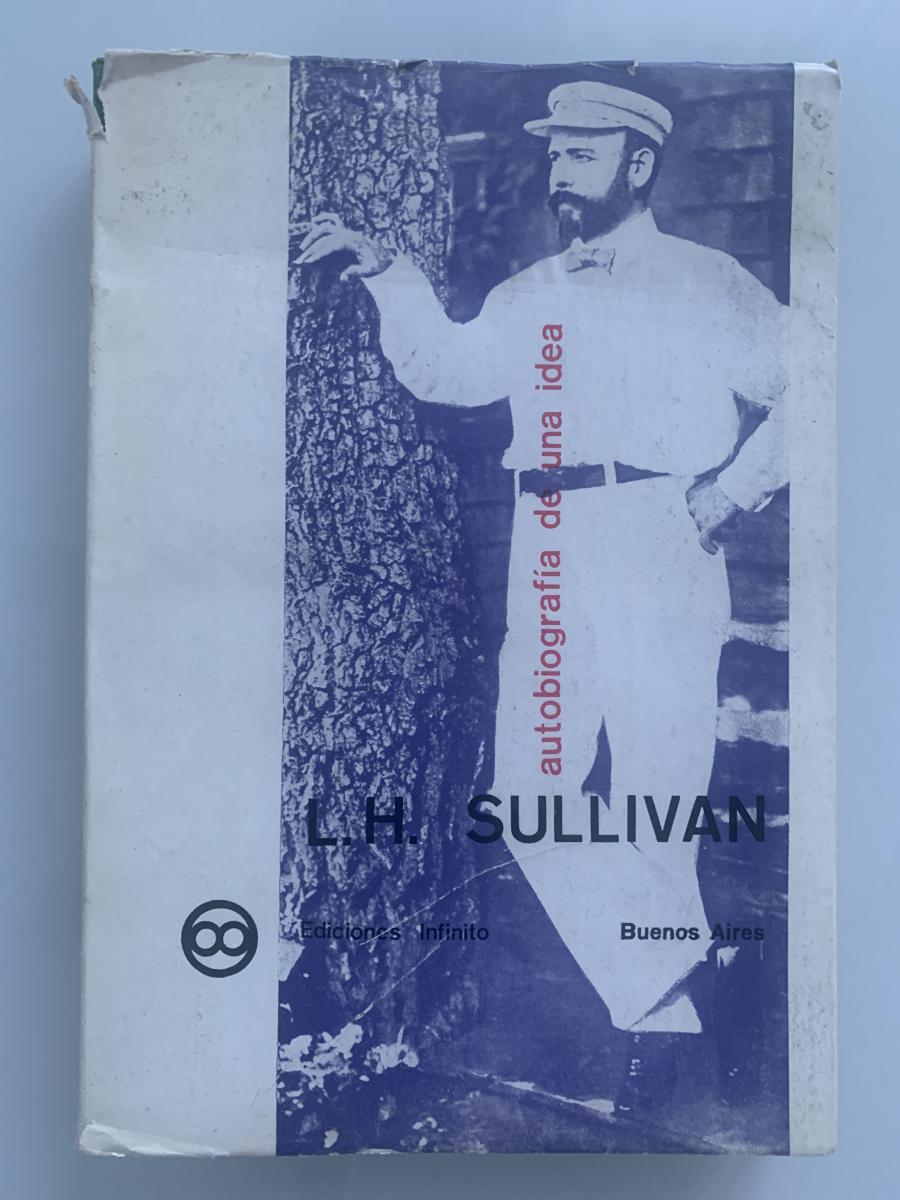 autobiografía de una idea
L.H. SULLIVAN
Ediciones Infinito Buenos Aires